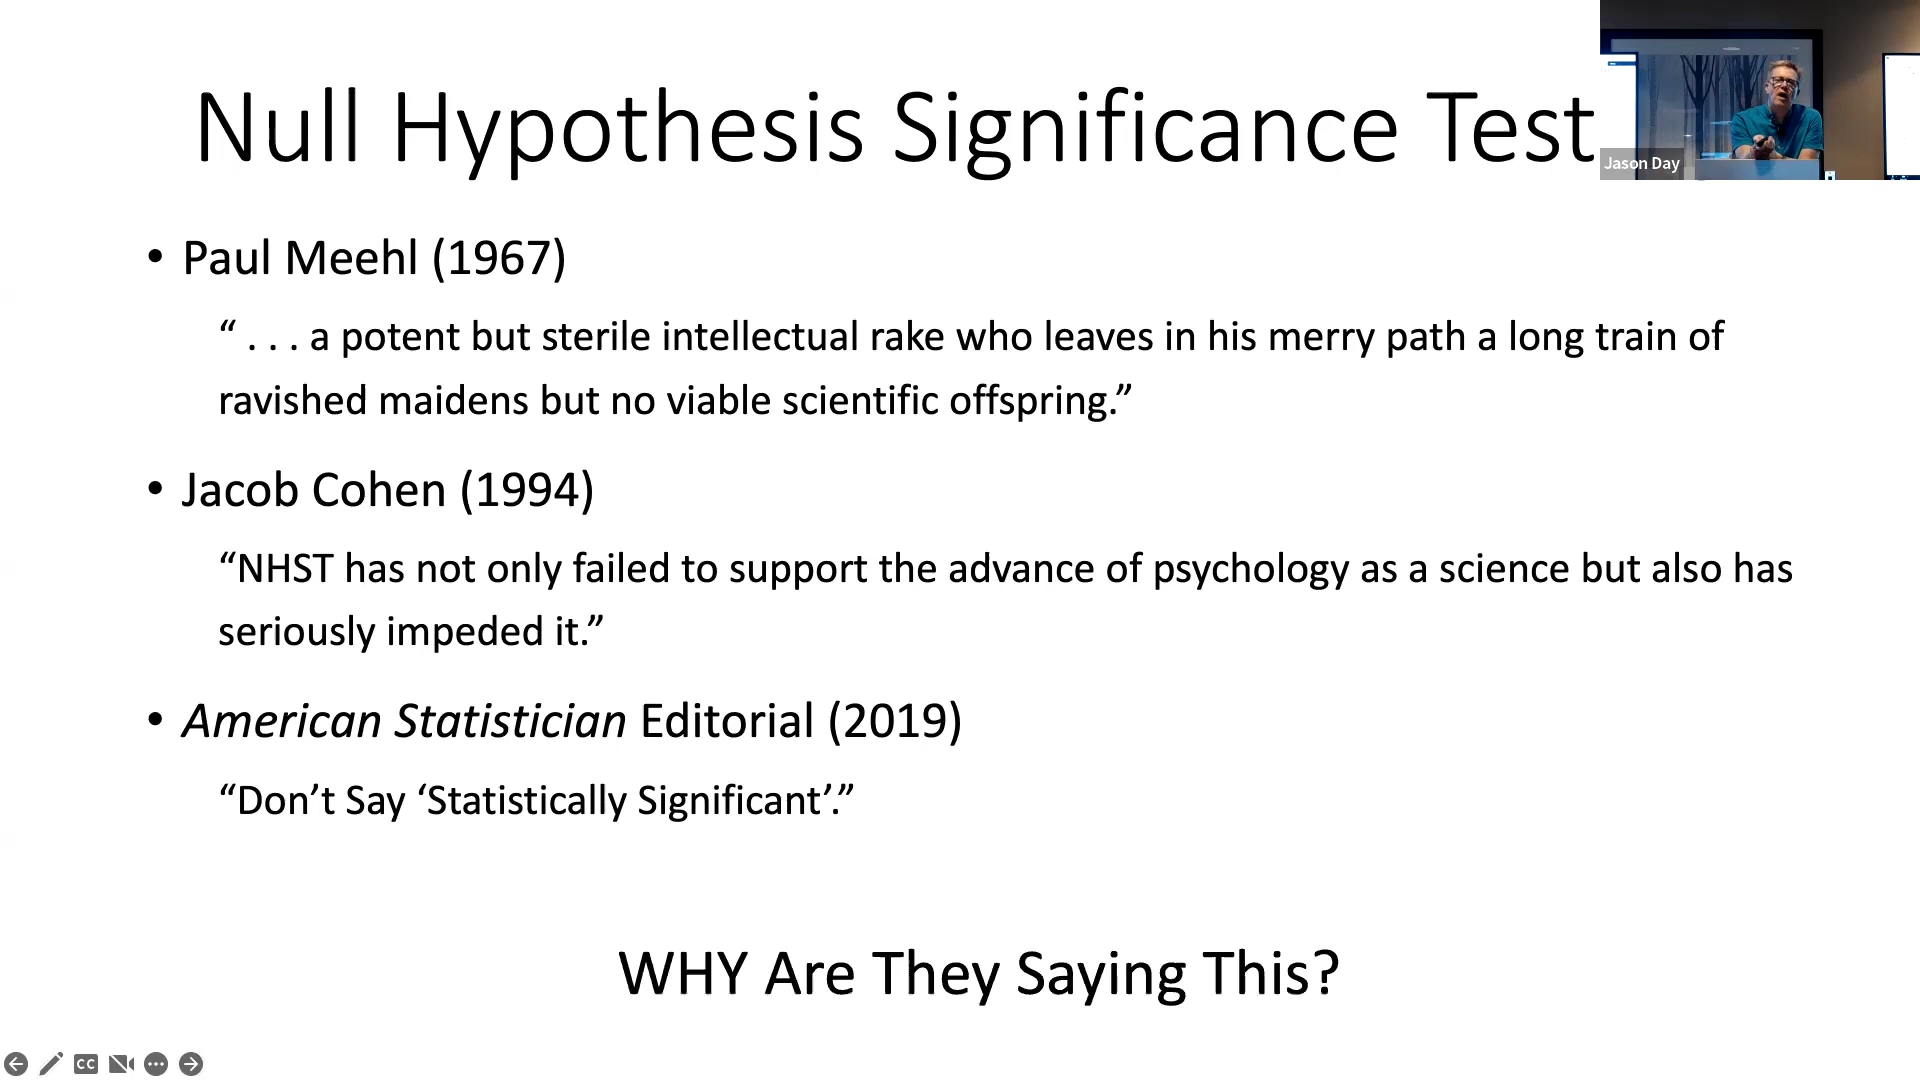 Null Hypothesis Significance Test
Jason Day
• Paul Meehl (1967)
“ . . . a potent but sterile intellectual rake who leaves in his merry path a long train of
ravished maidens but no viable scientific offspring.”
• Jacob Cohen (1994)
“NHST has not only failed to support the advance of psychology as a science but also has
seriously impeded it.”
• American Statistician Editorial (2019)
“Don’t Say ‘Statistically Significant’.”
WHY Are They Saying This?
CC